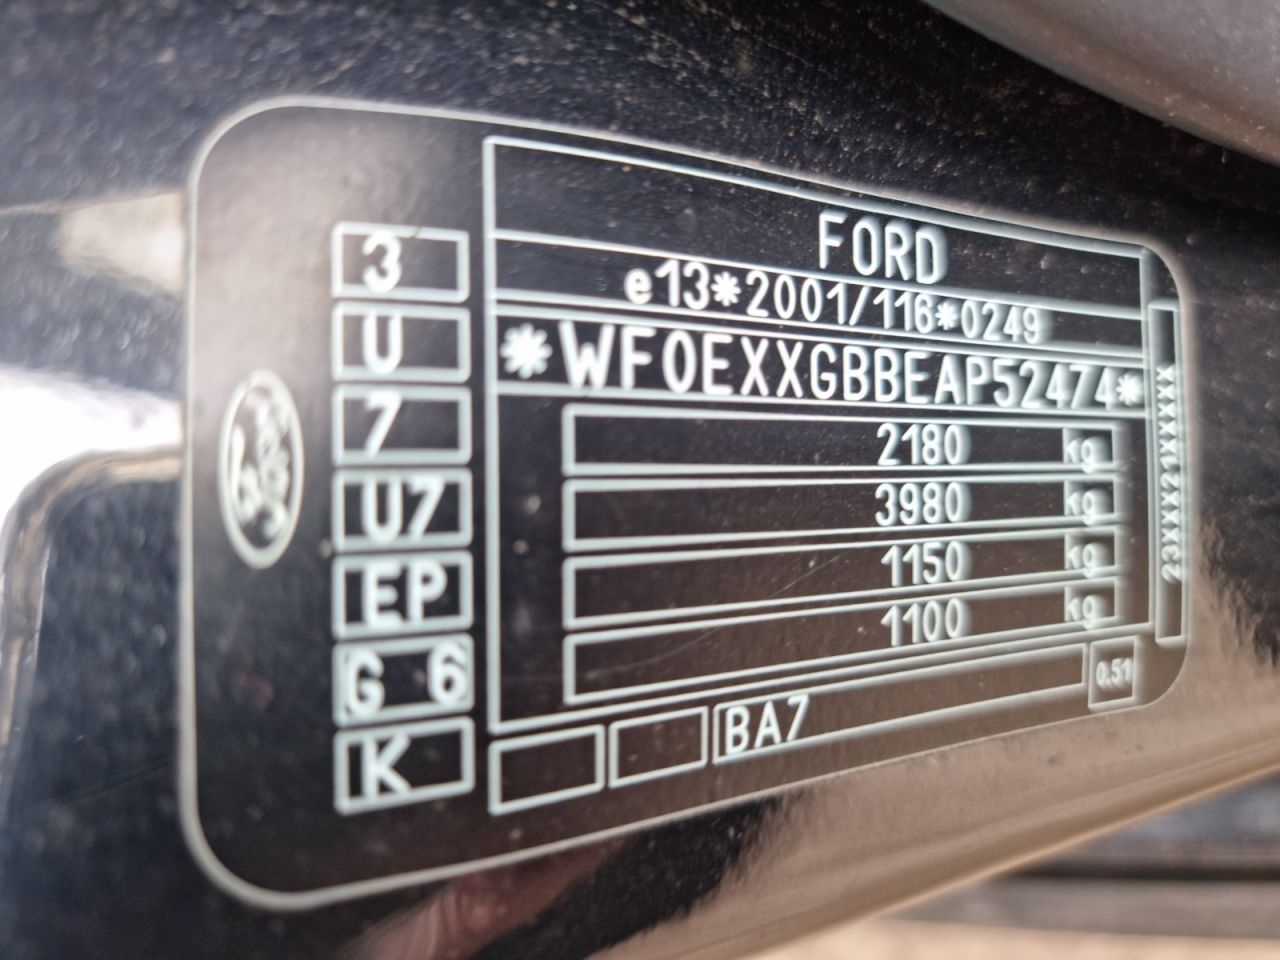 FORD
e13*2001/116*0249
*WF0EXXGBBEAP52474*
2180 kg
3980 kg
1150 kg
1100 kg
3
U
7
U7
EP
G 6
K
BA7
0.51
23XXX21XXXX